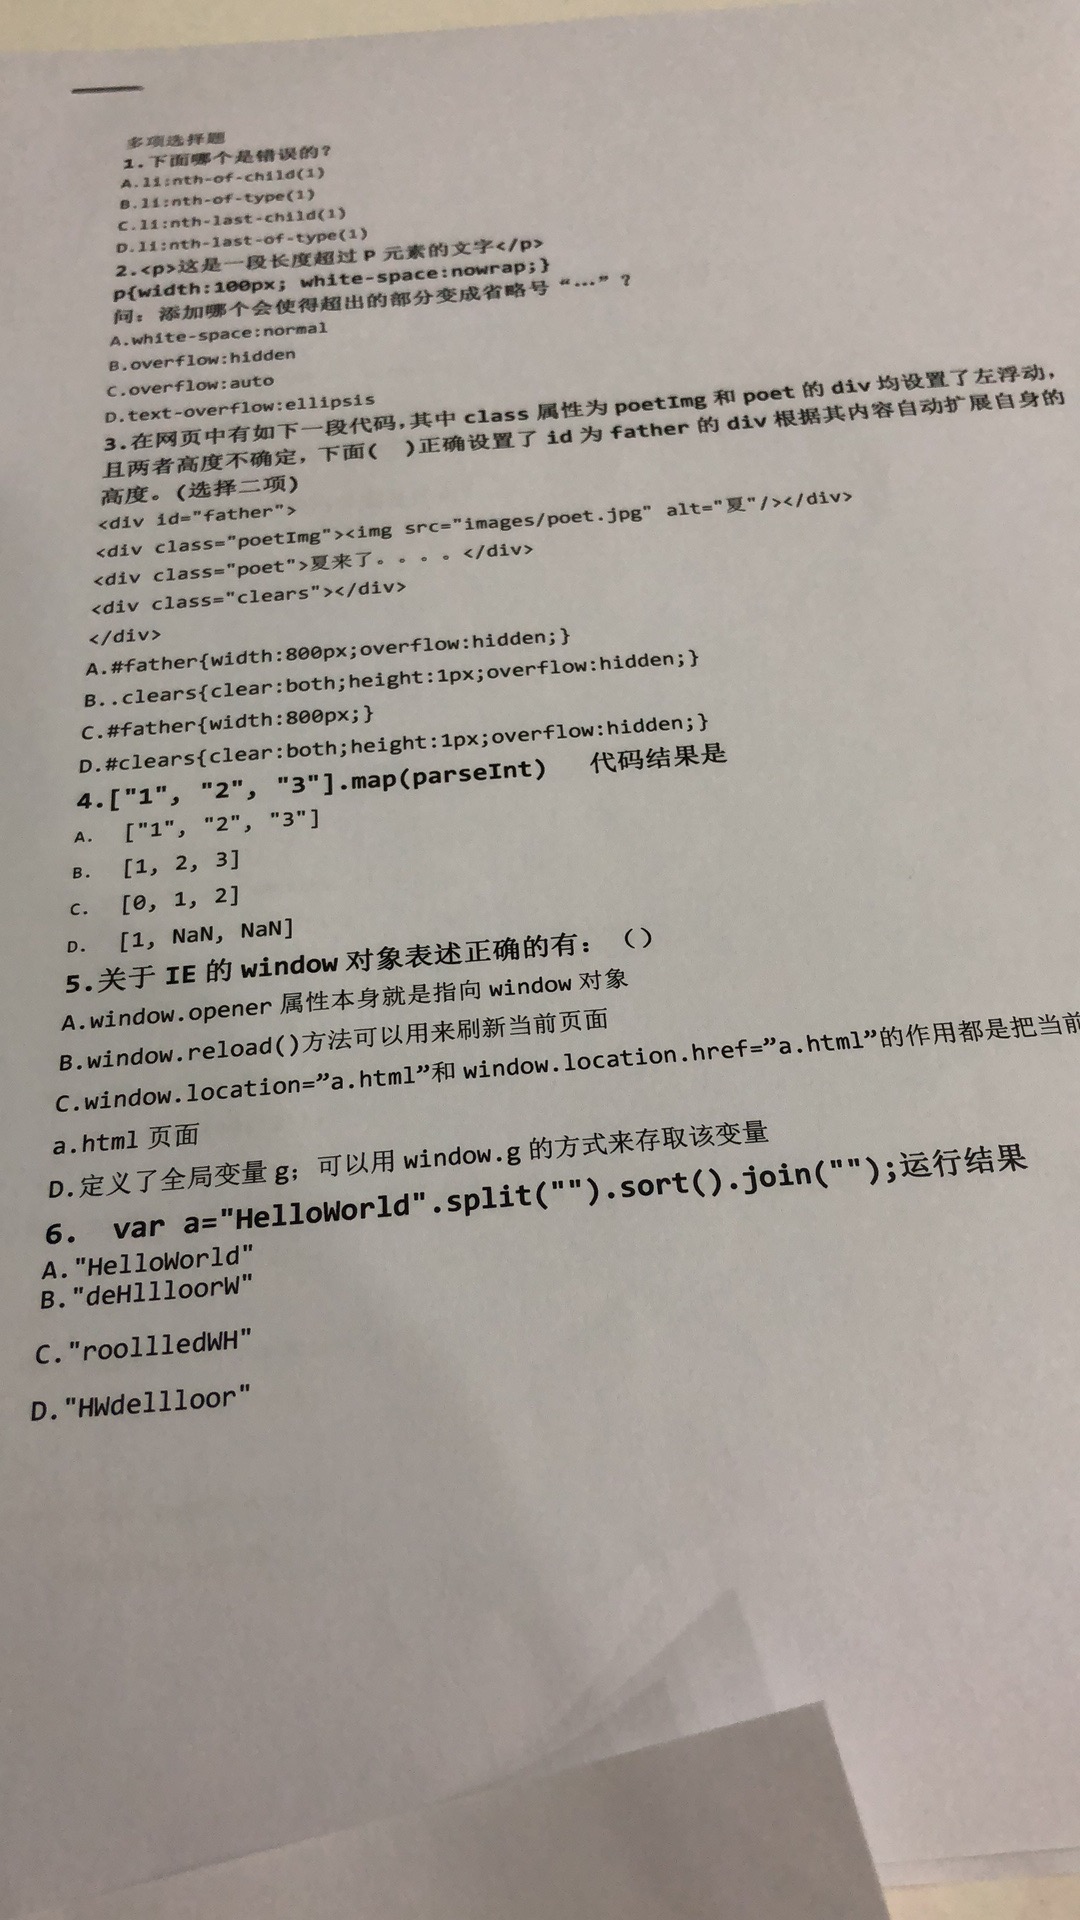 多项选择题
1.下面哪个是错误的?
A.li:nth-of-child(1)
B.li:nth-of-type(1)
C.li:nth-last-child(1)
D.li:nth-last-of-type(1)
2.<p>这是一段长度超过 P 元素的文字</p>
p{width:100px; white-space:nowrap;}
问: 添加哪个会使得超出的部分变成省略号 “...” ?
A.white-space:normal
B.overflow:hidden
C.overflow:auto
D.text-overflow:ellipsis
3.在网页中有如下一段代码,其中 class 属性为 poetImg 和 poet 的 div 均设置了左浮动,
且两者高度不确定, 下面( )正确设置了 id 为 father 的 div 根据其内容自动扩展自身的
高度。(选择二项)
<div id="father">
<div class="poetImg"><img src="images/poet.jpg" alt="夏"/></div>
<div class="poet">夏来了。。。。</div>
<div class="clears"></div>
</div>
A.#father{width:800px;overflow:hidden;}
B..clears{clear:both;height:1px;overflow:hidden;}
C.#father{width:800px;}
D.#clears{clear:both;height:1px;overflow:hidden;}
4.["1", "2", "3"].map(parseInt) 代码结果是
A. ["1", "2", "3"]
B. [1, 2, 3]
C. [0, 1, 2]
D. [1, NaN, NaN]
5.关于 IE 的 window 对象表述正确的有: ()
A.window.opener 属性本身就是指向 window 对象
B.window.reload()方法可以用来刷新当前页面
C.window.location=”a.html”和 window.location.href=”a.html”的作用都是把当前
a.html 页面
D.定义了全局变量 g; 可以用 window.g 的方式来存取该变量
6. var a="HelloWorld".split("").sort().join("");运行结果
A."HelloWorld"
B."deHllloorW"
C."roollledWH"
D."HWdellloor"